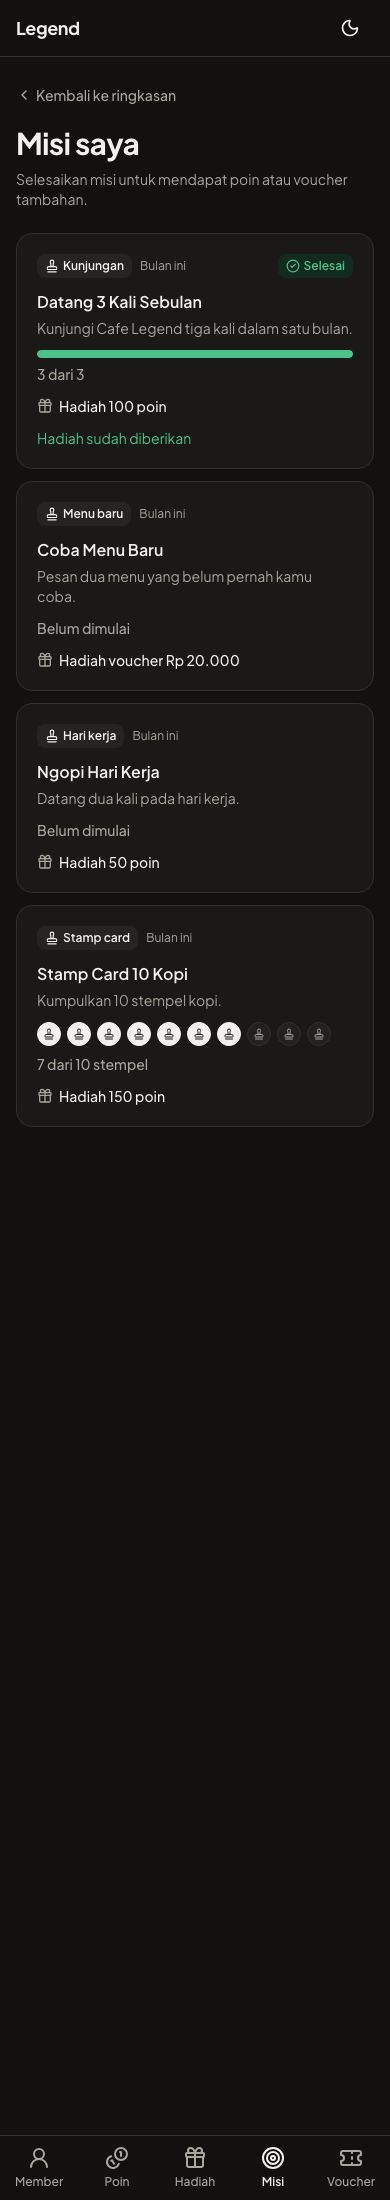 Legend
Kembali ke ringkasan
Misi saya
Selesaikan misi untuk mendapat poin atau voucher
tambahan.
Kunjungan Bulan ini Selesai
Datang 3 Kali Sebulan
Kunjungi Cafe Legend tiga kali dalam satu bulan.
3 dari 3
Hadiah 100 poin
Hadiah sudah diberikan
Menu baru Bulan ini
Coba Menu Baru
Pesan dua menu yang belum pernah kamu
coba.
Belum dimulai
Hadiah voucher Rp 20.000
Hari kerja Bulan ini
Ngopi Hari Kerja
Datang dua kali pada hari kerja.
Belum dimulai
Hadiah 50 poin
Stamp card Bulan ini
Stamp Card 10 Kopi
Kumpulkan 10 stempel kopi.
7 dari 10 stempel
Hadiah 150 poin
Member Poin Hadiah Misi Voucher